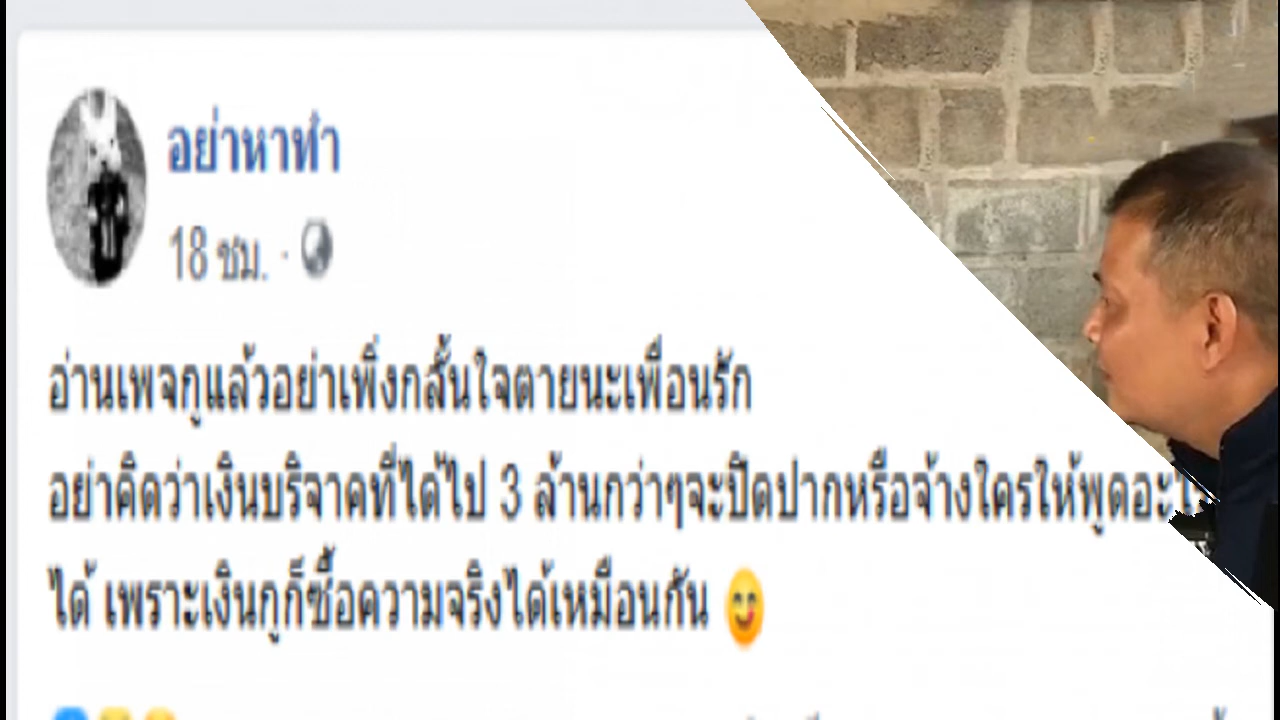 อย่าหาทำ
18 ชม. ·
อ่านเพจกูแล้วอย่าเพิ่งกลั้นใจตายนะเพื่อนรัก
อย่าคิดว่าเงินบริจาคที่ได้ไป 3 ล้านกว่าๆจะปิดปากหรือจ้างใครให้พูดอะไร
ได้ เพราะเงินกูก็ซื้อความจริงได้เหมือนกัน 😋